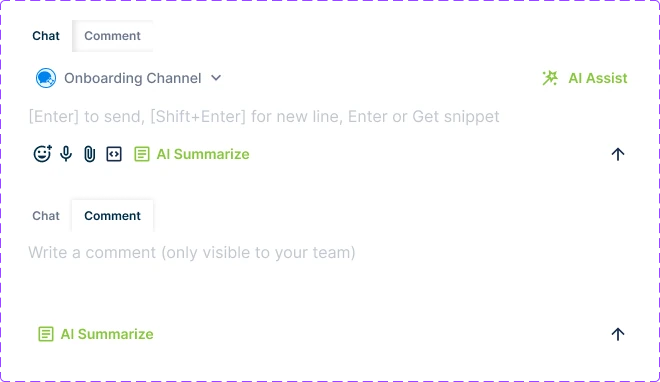 Chat Comment
Onboarding Channel AI Assist
[Enter] to send, [Shift+Enter] for new line, Enter or Get snippet
AI Summarize
Chat Comment
Write a comment (only visible to your team)
AI Summarize